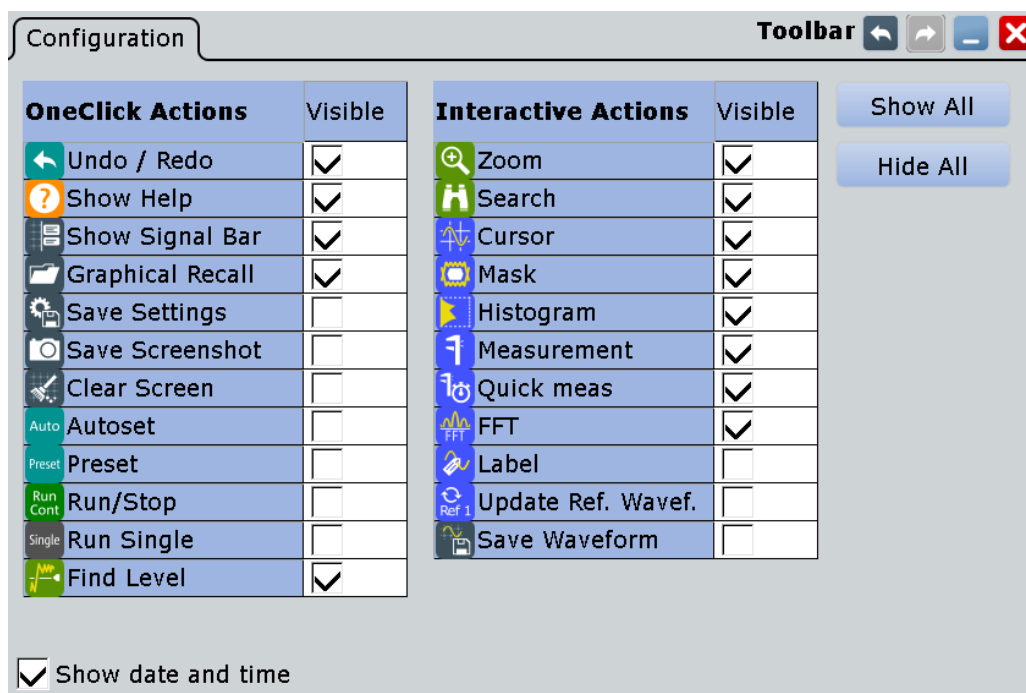 Configuration
Toolbar
OneClick Actions Visible
Undo / Redo
? Show Help
Show Signal Bar
Graphical Recall
Save Settings
Save Screenshot
Clear Screen
Auto Autoset
Preset Preset
Run Cont Run/Stop
Single Run Single
Find Level
Interactive Actions Visible
Zoom
Search
Cursor
Mask
Histogram
Measurement
Quick meas
FFT FFT
Label
Ref 1 Update Ref. Wavef.
Save Waveform
Show All
Hide All
Show date and time